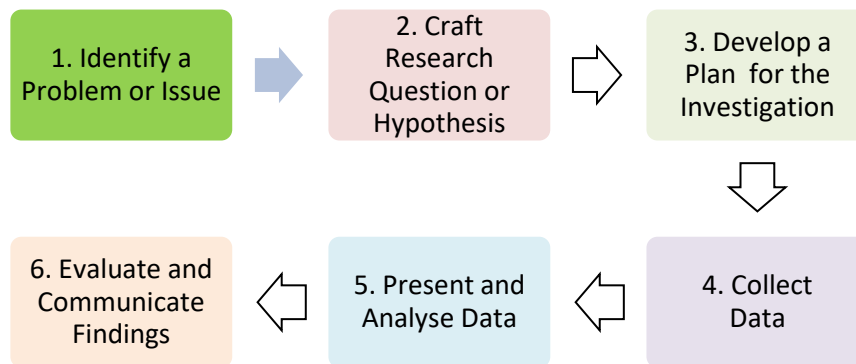 1. Identify a
Problem or Issue
2. Craft
Research
Question or
Hypothesis
3. Develop a
Plan for the
Investigation
4. Collect
Data
5. Present and
Analyse Data
6. Evaluate and
Communicate
Findings